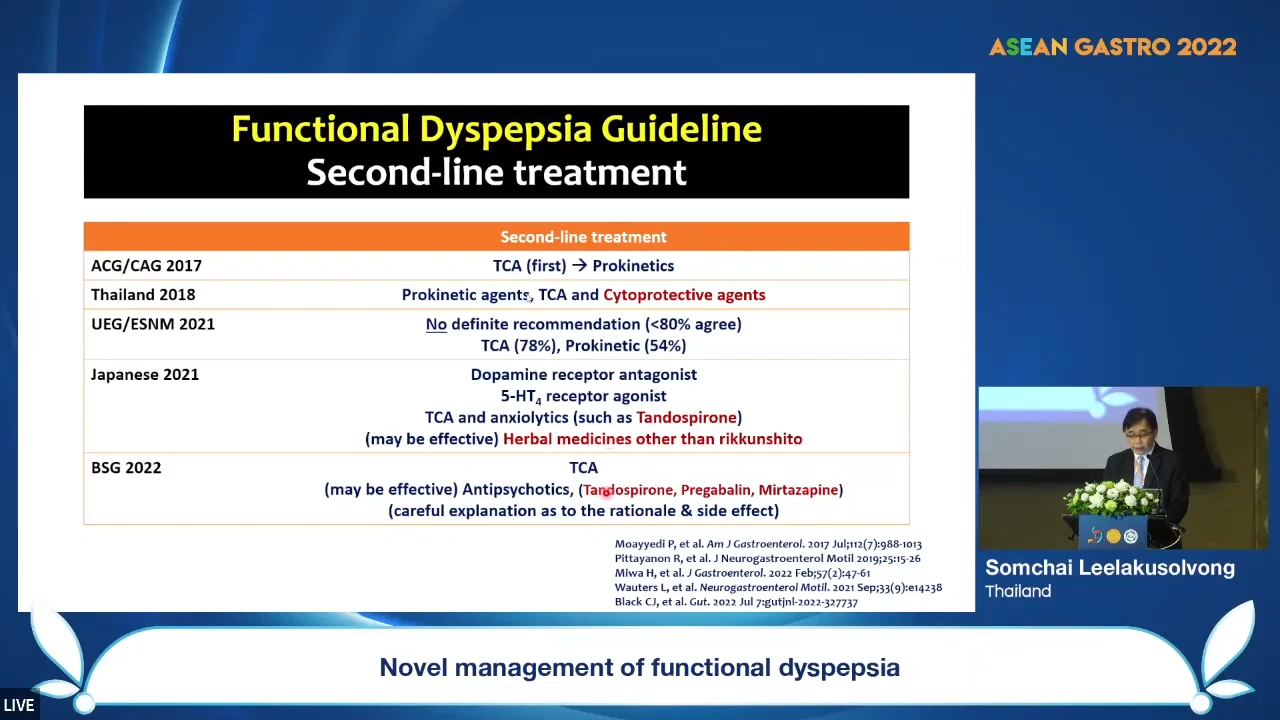 ASEAN GASTRO 2022
Functional Dyspepsia Guideline
Second-line treatment
Second-line treatment
ACG/CAG 2017 TCA (first) → Prokinetics
Thailand 2018 Prokinetic agents, TCA and Cytoprotective agents
UEG/ESNM 2021 No definite recommendation (<80% agree)
TCA (78%), Prokinetic (54%)
Japanese 2021 Dopamine receptor antagonist
5-HT4 receptor agonist
TCA and anxiolytics (such as Tandospirone)
(may be effective) Herbal medicines other than rikkunshito
BSG 2022 TCA
(may be effective) Antipsychotics, (Tandospirone, Pregabalin, Mirtazapine)
(careful explanation as to the rationale & side effect)
Moayyedi P, et al. Am J Gastroenterol. 2017 Jul;112(7):988-1013
Pittayanon R, et al. J Neurogastroenterol Motil 2019;25:15-26
Miwa H, et al. J Gastroenterol. 2022 Feb;57(2):47-61
Wauters L, et al. Neurogastroenterol Motil. 2021 Sep;33(9):e14238
Black CJ, et al. Gut. 2022 Jul 7:gutjnl-2022-327737
Somchai Leelakusolvong
Thailand
Novel management of functional dyspepsia
LIVE